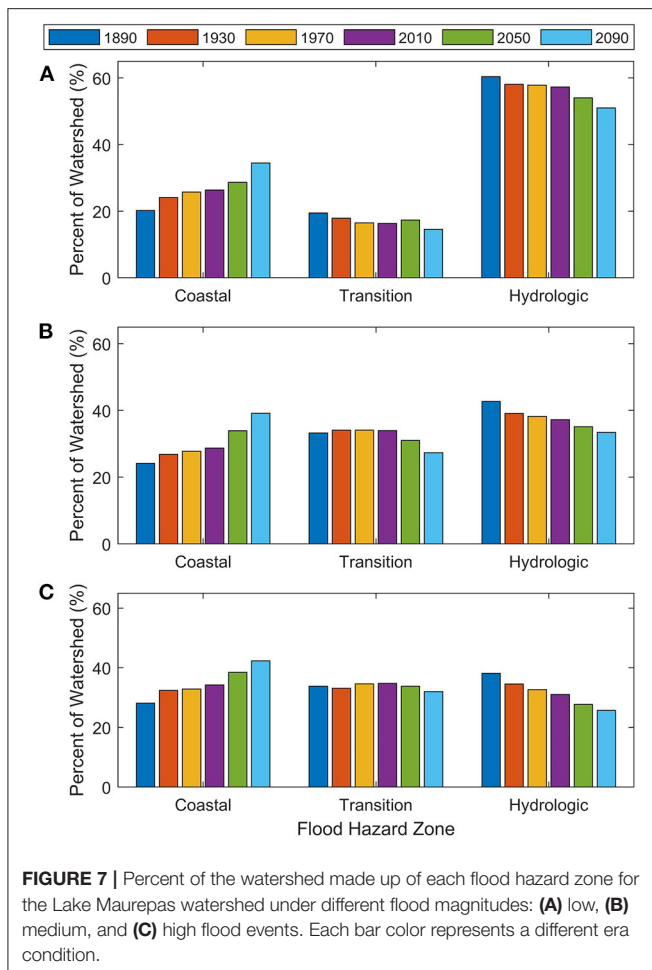 1890 1930 1970 2010 2050 2090
A
Percent of Watershed (%)
60
40
20
0
Coastal Transition Hydrologic
B
Percent of Watershed (%)
60
40
20
0
Coastal Transition Hydrologic
C
Percent of Watershed (%)
60
40
20
0
Coastal Transition Hydrologic
Flood Hazard Zone
FIGURE 7 | Percent of the watershed made up of each flood hazard zone for
the Lake Maurepas watershed under different flood magnitudes: (A) low, (B)
medium, and (C) high flood events. Each bar color represents a different era
condition.